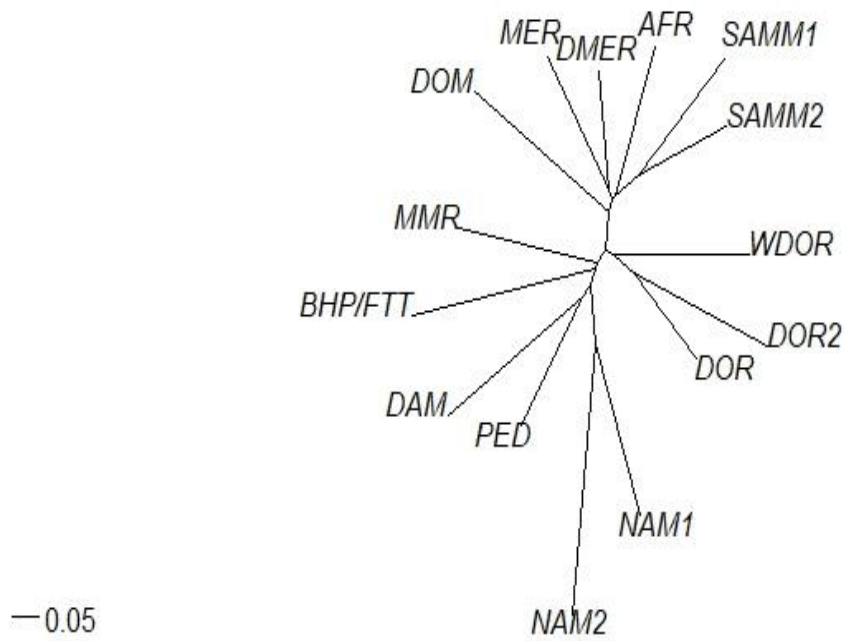 AFR
MER
SAMM1
DMER
DOM
SAMM2
MMR
WDOR
BHP/FTT
DOR2
DOR
DAM
PED
NAM1
0.05
NAM2